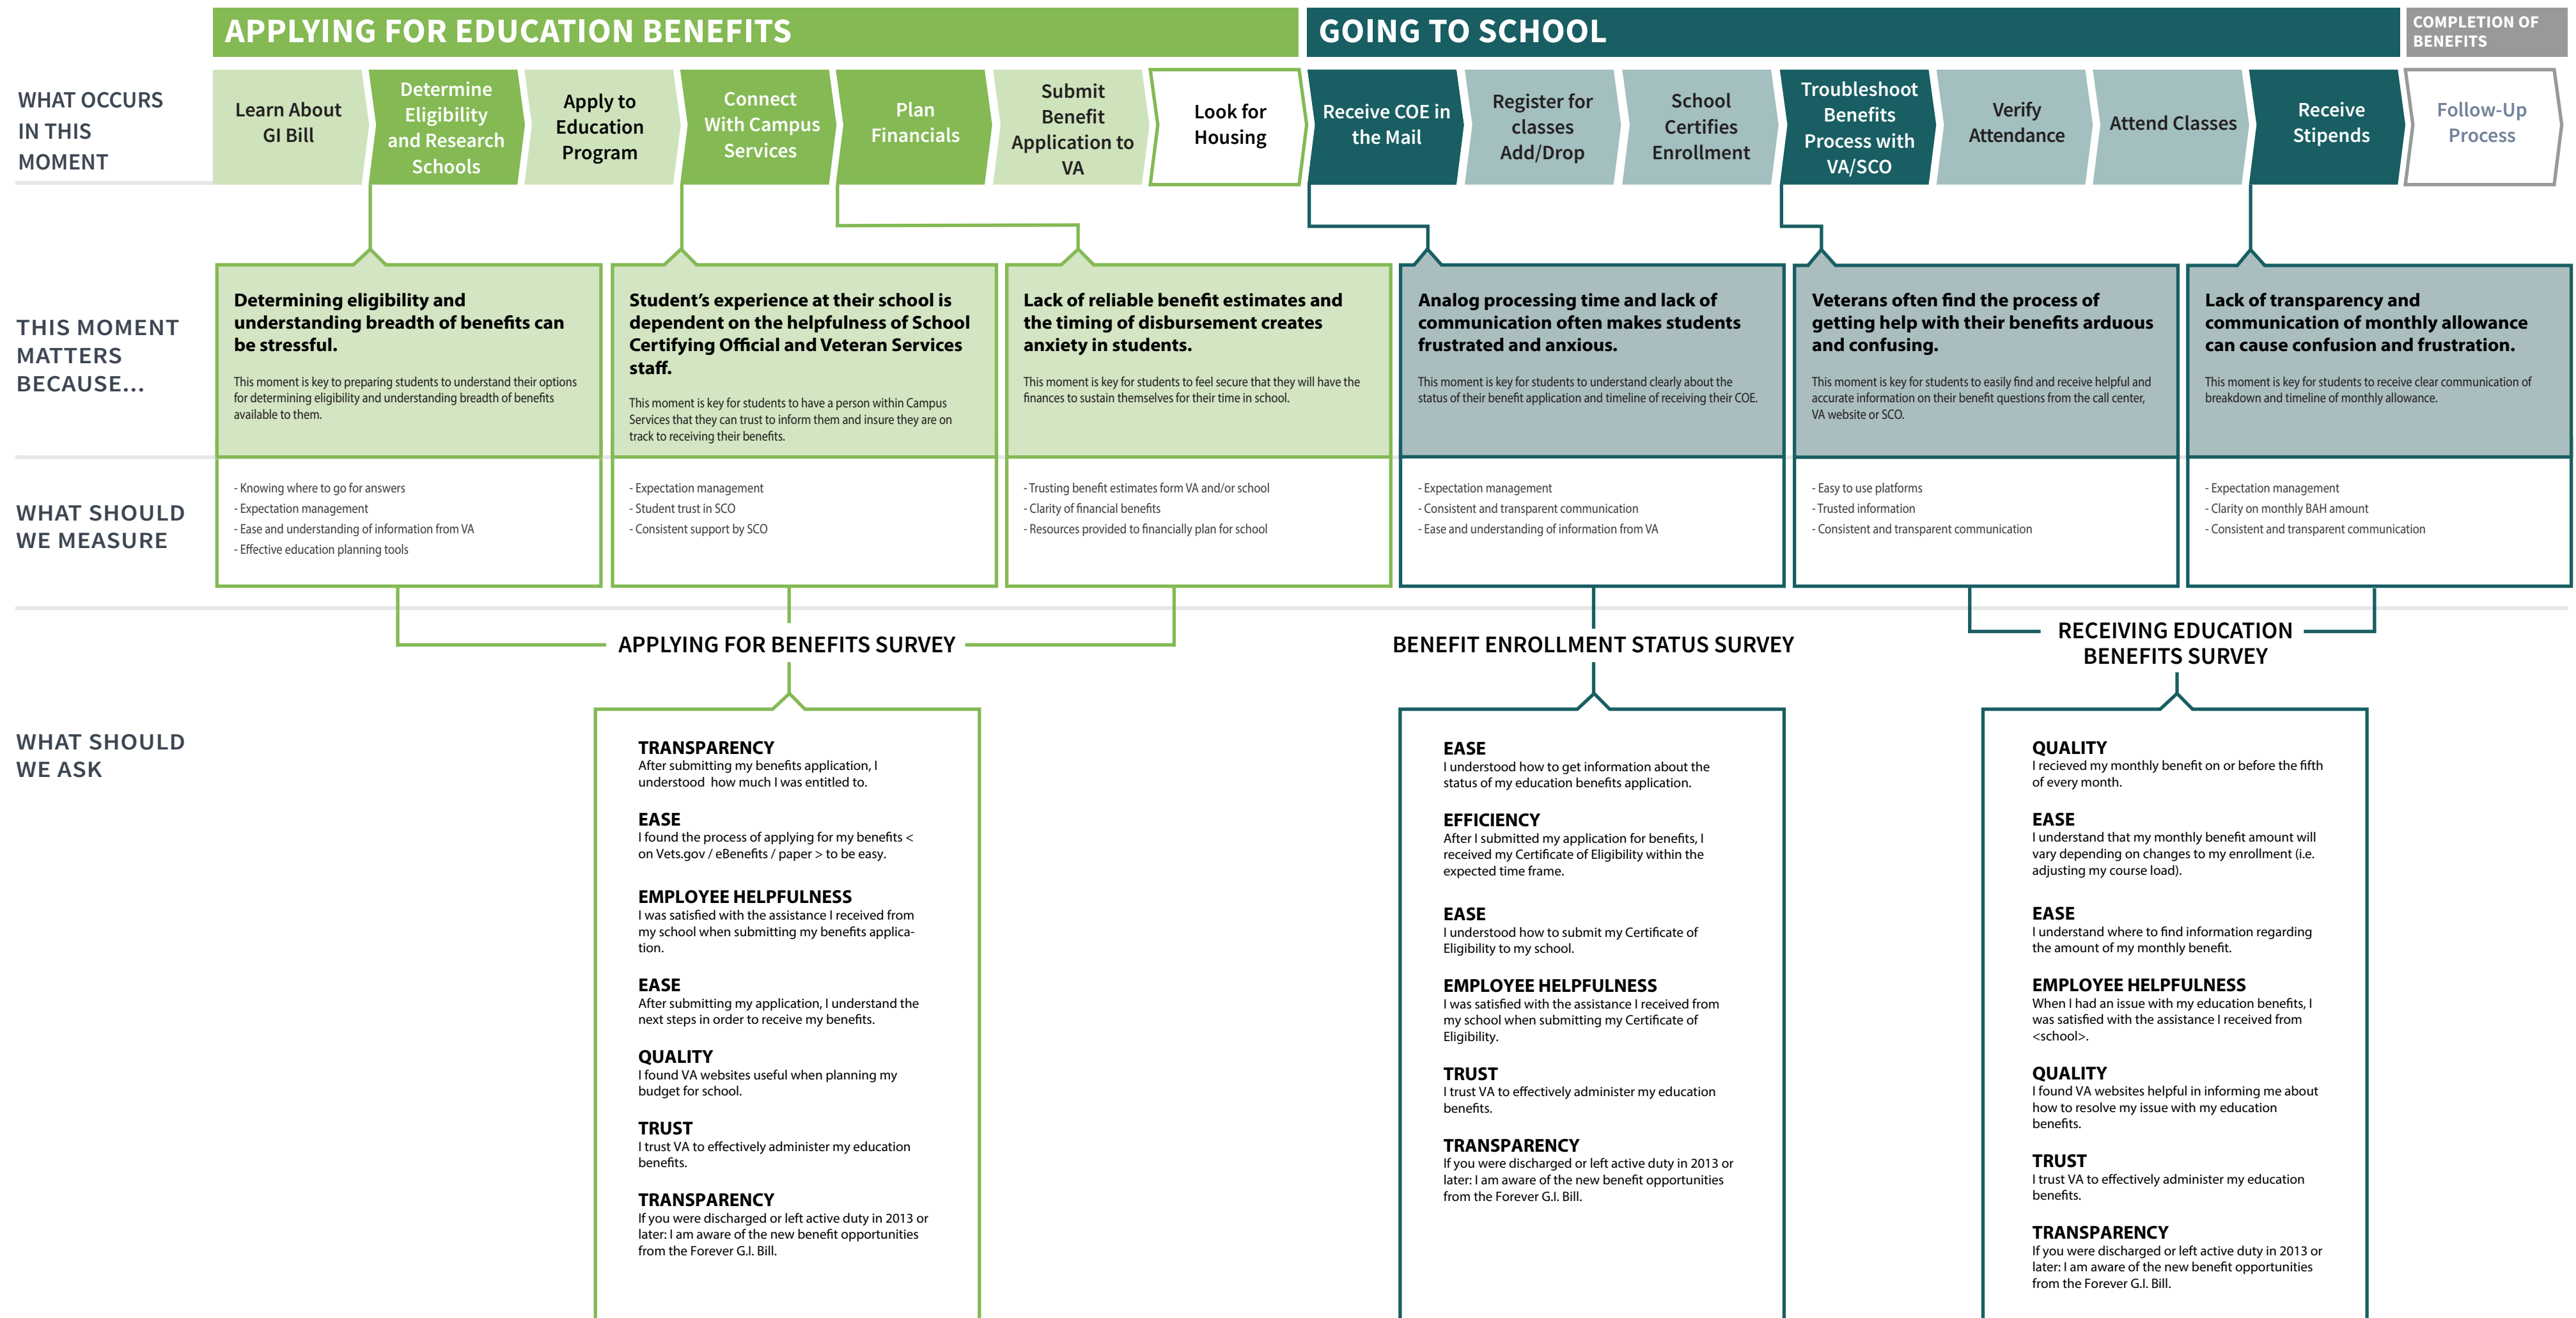 APPLYING FOR EDUCATION BENEFITS
GOING TO SCHOOL
COMPLETION OF
BENEFITS
WHAT OCCURS
IN THIS
MOMENT
Learn About
GI Bill
Determine
Eligibility
and Research
Schools
Apply to
Education
Program
Connect
With Campus
Services
Plan
Financials
Submit
Benefit
Application to
VA
Look for
Housing
Receive COE in
the Mail
Register for
classes
Add/Drop
School
Certifies
Enrollment
Troubleshoot
Benefits
Process with
VA/SCO
Verify
Attendance
Attend Classes
Receive
Stipends
Follow-Up
Process
THIS MOMENT
MATTERS
BECAUSE...
Determining eligibility and
understanding breadth of benefits can
be stressful.
This moment is key to preparing students to understand their options
for determining eligibility and understanding breadth of benefits
available to them.
Student's experience at their school is
dependent on the helpfulness of School
Certifying Official and Veteran Services
staff.
This moment is key for students to have a person within Campus
Services that they can trust to inform them and insure they are on
track to receiving their benefits.
Lack of reliable benefit estimates and
the timing of disbursement creates
anxiety in students.
This moment is key for students to feel secure that they will have the
finances to sustain themselves for their time in school.
Analog processing time and lack of
communication often makes students
frustrated and anxious.
This moment is key for students to understand clearly about the
status of their benefit application and timeline of receiving their COE.
Veterans often find the process of
getting help with their benefits arduous
and confusing.
This moment is key for students to easily find and receive helpful and
accurate information on their benefit questions from the call center,
VA website or SCO.
Lack of transparency and
communication of monthly allowance
can cause confusion and frustration.
This moment is key for students to receive clear communication of
breakdown and timeline of monthly allowance.
WHAT SHOULD
WE MEASURE
- Knowing where to go for answers
- Expectation management
- Ease and understanding of information from VA
- Effective education planning tools
- Expectation management
- Student trust in SCO
- Consistent support by SCO
- Trusting benefit estimates form VA and/or school
- Clarity of financial benefits
- Resources provided to financially plan for school
- Expectation management
- Consistent and transparent communication
- Ease and understanding of information from VA
- Easy to use platforms
- Trusted information
- Consistent and transparent communication
- Expectation management
- Clarity on monthly BAH amount
- Consistent and transparent communication
APPLYING FOR BENEFITS SURVEY
BENEFIT ENROLLMENT STATUS SURVEY
RECEIVING EDUCATION
BENEFITS SURVEY
WHAT SHOULD
WE ASK
TRANSPARENCY
After submitting my benefits application, I
understood  how much I was entitled to.
EASE
I found the process of applying for my benefits <
on Vets.gov / eBenefits / paper > to be easy.
EMPLOYEE HELPFULNESS
I was satisfied with the assistance I received from
my school when submitting my benefits applica-
tion.
EASE
After submitting my application, I understand the
next steps in order to receive my benefits.
QUALITY
I found VA websites useful when planning my
budget for school.
TRUST
I trust VA to effectively administer my education
benefits.
TRANSPARENCY
If you were discharged or left active duty in 2013 or
later: I am aware of the new benefit opportunities
from the Forever G.I. Bill.
EASE
I understood how to get information about the
status of my education benefits application.
EFFICIENCY
After I submitted my application for benefits, I
received my Certificate of Eligibility within the
expected time frame.
EASE
I understood how to submit my Certificate of
Eligibility to my school.
EMPLOYEE HELPFULNESS
I was satisfied with the assistance I received from
my school when submitting my Certificate of
Eligibility.
TRUST
I trust VA to effectively administer my education
benefits.
TRANSPARENCY
If you were discharged or left active duty in 2013 or
later: I am aware of the new benefit opportunities
from the Forever G.I. Bill.
QUALITY
I recieved my monthly benefit on or before the fifth
of every month.
EASE
I understand that my monthly benefit amount will
vary depending on changes to my enrollment (i.e.
adjusting my course load).
EASE
I understand where to find information regarding
the amount of my monthly benefit.
EMPLOYEE HELPFULNESS
When I had an issue with my education benefits, I
was satisfied with the assistance I received from
<school>.
QUALITY
I found VA websites helpful in informing me about
how to resolve my issue with my education
benefits.
TRUST
I trust VA to effectively administer my education
benefits.
TRANSPARENCY
If you were discharged or left active duty in 2013 or
later: I am aware of the new benefit opportunities
from the Forever G.I. Bill.